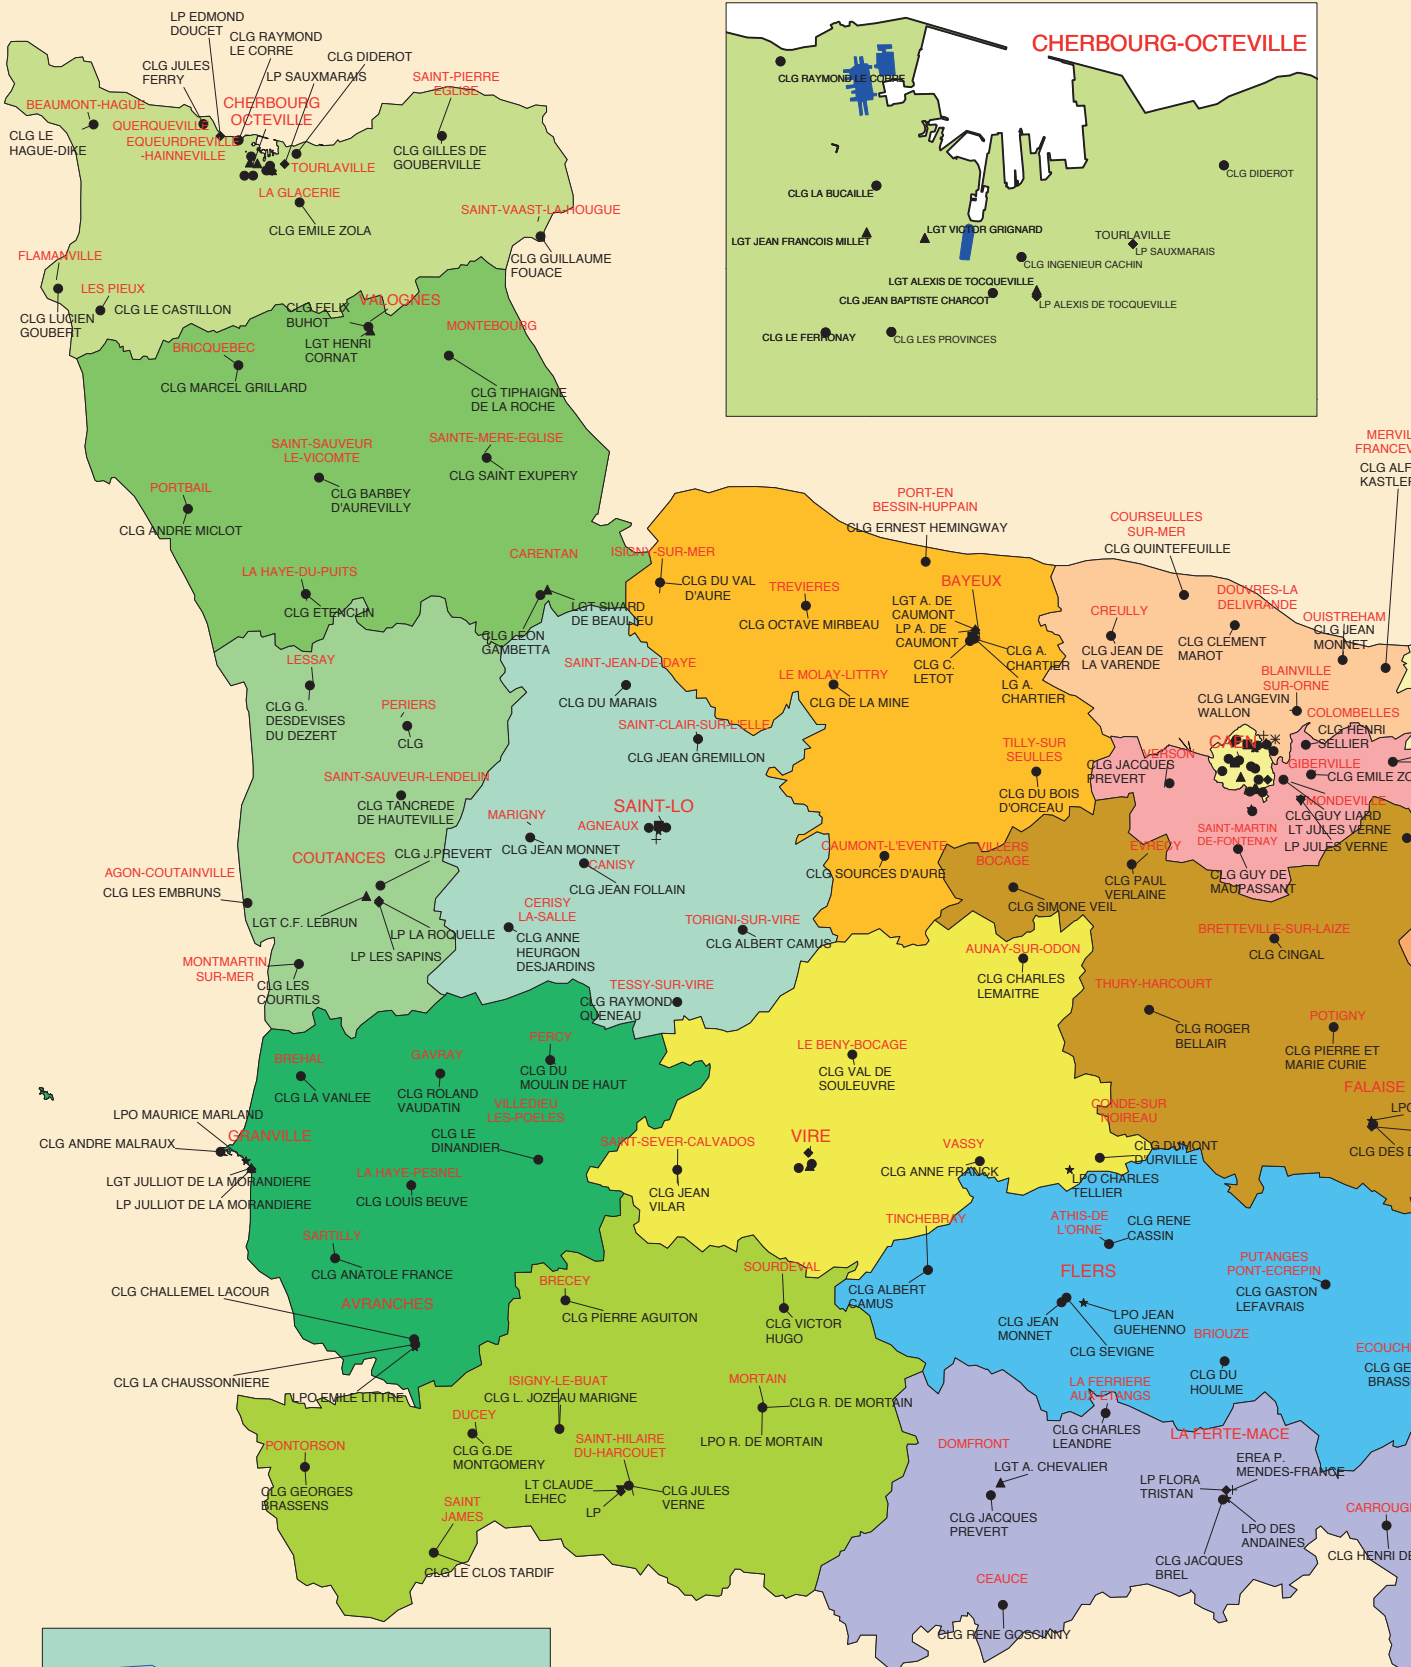 LP EDMOND
DOUCET
CLG RAYMOND
LE CORRE
CLG DIDEROT
CLG JULES
FERRY
LP SAUXMARAIS
SAINT-PIERRE
EGLISE
BEAUMONT-HAGUE
CHERBOURG
OCTEVILLE
QUERQUEVILLE
CLG LE
HAGUE-DIKE
EQUEURDREVILLE
-HAINNEVILLE
CLG GILLES DE
GOUBERVILLE
TOURLAVILLE
LA GLACERIE
CLG EMILE ZOLA
SAINT-VAAST-LA-HOUGUE
CLG GUILLAUME
FOUACE
FLAMANVILLE
LES PIEUX
CLG LE CASTILLON
CLG LUCIEN
GOUBERT
CLG FELIX
BUHOT
VALOGNES
LGT HENRI
CORNAT
MONTEBOURG
BRICQUEBEC
CLG MARCEL GRILLARD
CLG TIPHAIGNE
DE LA ROCHE
SAINT-SAUVEUR
LE-VICOMTE
SAINTE-MERE-EGLISE
CLG SAINT EXUPERY
PORTBAIL
CLG BARBEY
D'AUREVILLY
CLG ANDRE MICLOT
CARENTAN
LA HAYE-DU-PUITS
CLG ETENCLIN
LGT SIVARD
DE BEAULIEU
CLG LEON
GAMBETTA
CHERBOURG-OCTEVILLE
CLG RAYMOND LE CORRE
CLG DIDEROT
CLG LA BUCAILLE
LGT JEAN FRANCOIS MILLET
LGT VICTOR GRIGNARD
TOURLAVILLE
LP SAUXMARAIS
CLG INGENIEUR CACHIN
LGT ALEXIS DE TOCQUEVILLE
CLG JEAN BAPTISTE CHARCOT
LP ALEXIS DE TOCQUEVILLE
CLG LE FERRONAY
CLG LES PROVINCES
MERVIL
FRANCEV
CLG ALF
KASTLER
ISIGNY-SUR-MER
CLG DU VAL
D'AURE
PORT-EN
BESSIN-HUPPAIN
CLG ERNEST HEMINGWAY
TREVIERES
CLG OCTAVE MIRBEAU
BAYEUX
LGT A. DE
CAUMONT
LP A. DE
CAUMONT
CLG C.
LETOT
CLG A.
CHARTIER
LG A.
CHARTIER
LE MOLAY-LITTRY
CLG DE LA MINE
TILLY-SUR
SEULLES
CLG DU BOIS
D'ORCEAU
CAUMONT-L'EVENTE
CLG SOURCES D'AURE
COURSEULLES
SUR-MER
CLG QUINTEFEUILLE
CREULLY
CLG JEAN DE
LA VARENDE
DOUVRES-LA
DELIVRANDE
CLG CLEMENT
MAROT
OUISTREHAM
CLG JEAN
MONNET
BLAINVILLE
SUR-ORNE
CLG LANGEVIN
WALLON
COLOMBELLES
CLG HENRI
SELLIER
CAEN
VERSON
CLG JACQUES
PREVERT
GIBERVILLE
CLG EMILE ZO
MONDEVILLE
CLG GUY LIARD
LT JULES VERNE
LP JULES VERNE
SAINT-MARTIN
DE-FONTENAY
CLG GUY DE
MAUPASSANT
LESSAY
CLG G.
DESDEVISES
DU DEZERT
PERIERS
CLG
SAINT-SAUVEUR-LENDELIN
CLG TANCREDE
DE HAUTEVILLE
COUTANCES
CLG J.PREVERT
AGON-COUTAINVILLE
CLG LES EMBRUNS
LGT C.F. LEBRUN
LP LA ROQUELLE
LP LES SAPINS
MONTMARTIN
SUR-MER
CLG LES
COURTILS
SAINT-JEAN-DE-DAYE
CLG DU MARAIS
SAINT-CLAIR-SUR-L'ELLE
CLG JEAN GREMILLON
SAINT-LO
AGNEAUX
MARIGNY
CLG JEAN MONNET
CANISY
CLG JEAN FOLLAIN
CERISY
LA-SALLE
CLG ANNE
HEURGON
DESJARDINS
TORIGNI-SUR-VIRE
CLG ALBERT CAMUS
TESSY-SUR-VIRE
CLG RAYMOND
QUENEAU
VILLERS
BOCAGE
CLG SIMONE VEIL
EVRECY
CLG PAUL
VERLAINE
BRETTEVILLE-SUR-LAIZE
CLG CINGAL
THURY-HARCOURT
CLG ROGER
BELLAIR
POTIGNY
CLG PIERRE ET
MARIE CURIE
FALAISE
LPO
CLG DES D
AUNAY-SUR-ODON
CLG CHARLES
LEMAITRE
LE BENY-BOCAGE
CLG VAL DE
SOULEUVRE
CONDE-SUR
NOIREAU
CLG DUMONT
D'URVILLE
LPO CHARLES
TELLIER
SAINT-SEVER-CALVADOS
CLG JEAN
VILAR
VIRE
VASSY
CLG ANNE FRANCK
BREHAL
CLG LA VANLEE
GAVRAY
CLG ROLAND
VAUDATIN
PERCY
CLG DU
MOULIN DE HAUT
VILLEDIEU
LES-POELES
CLG LE
DINANDIER
LPO MAURICE MARLAND
GRANVILLE
CLG ANDRE MALRAUX
LGT JULLIOT DE LA MORANDIERE
LP JULLIOT DE LA MORANDIERE
LA HAYE-PESNEL
CLG LOUIS BEUVE
SARTILLY
CLG ANATOLE FRANCE
CLG CHALLEMEL LACOUR
AVRANCHES
CLG LA CHAUSSONNIERE
LPO EMILE LITTRE
BRECEY
CLG PIERRE AGUITON
SOURDEVAL
CLG VICTOR
HUGO
ISIGNY-LE-BUAT
CLG L. JOZEAU MARIGNE
MORTAIN
CLG R. DE MORTAIN
LPO R. DE MORTAIN
DUCEY
CLG G.DE
MONTGOMERY
SAINT-HILAIRE
DU-HARCOUET
LT CLAUDE
LEHEC
LP
CLG JULES
VERNE
PONTORSON
CLG GEORGES
BRASSENS
SAINT
JAMES
CLG LE CLOS TARDIF
TINCHEBRAY
CLG ALBERT
CAMUS
ATHIS-DE
L'ORNE
CLG RENE
CASSIN
FLERS
CLG JEAN
MONNET
LPO JEAN
GUEHENNO
CLG SEVIGNE
PUTANGES
PONT-ECREPIN
CLG GASTON
LEFAVRAIS
BRIOUZE
CLG DU
HOULME
ECOUCH
CLG GE
BRASS
LA FERRIERE
AUX-ETANGS
CLG CHARLES
LEANDRE
DOMFRONT
LGT A. CHEVALIER
CLG JACQUES
PREVERT
LA FERTE-MACE
EREA P.
MENDES-FRANCE
LP FLORA
TRISTAN
LPO DES
ANDAINES
CLG JACQUES
BREL
CARROUG
CLG HENRI DE
CEAUCE
CLG RENE GOSCINNY